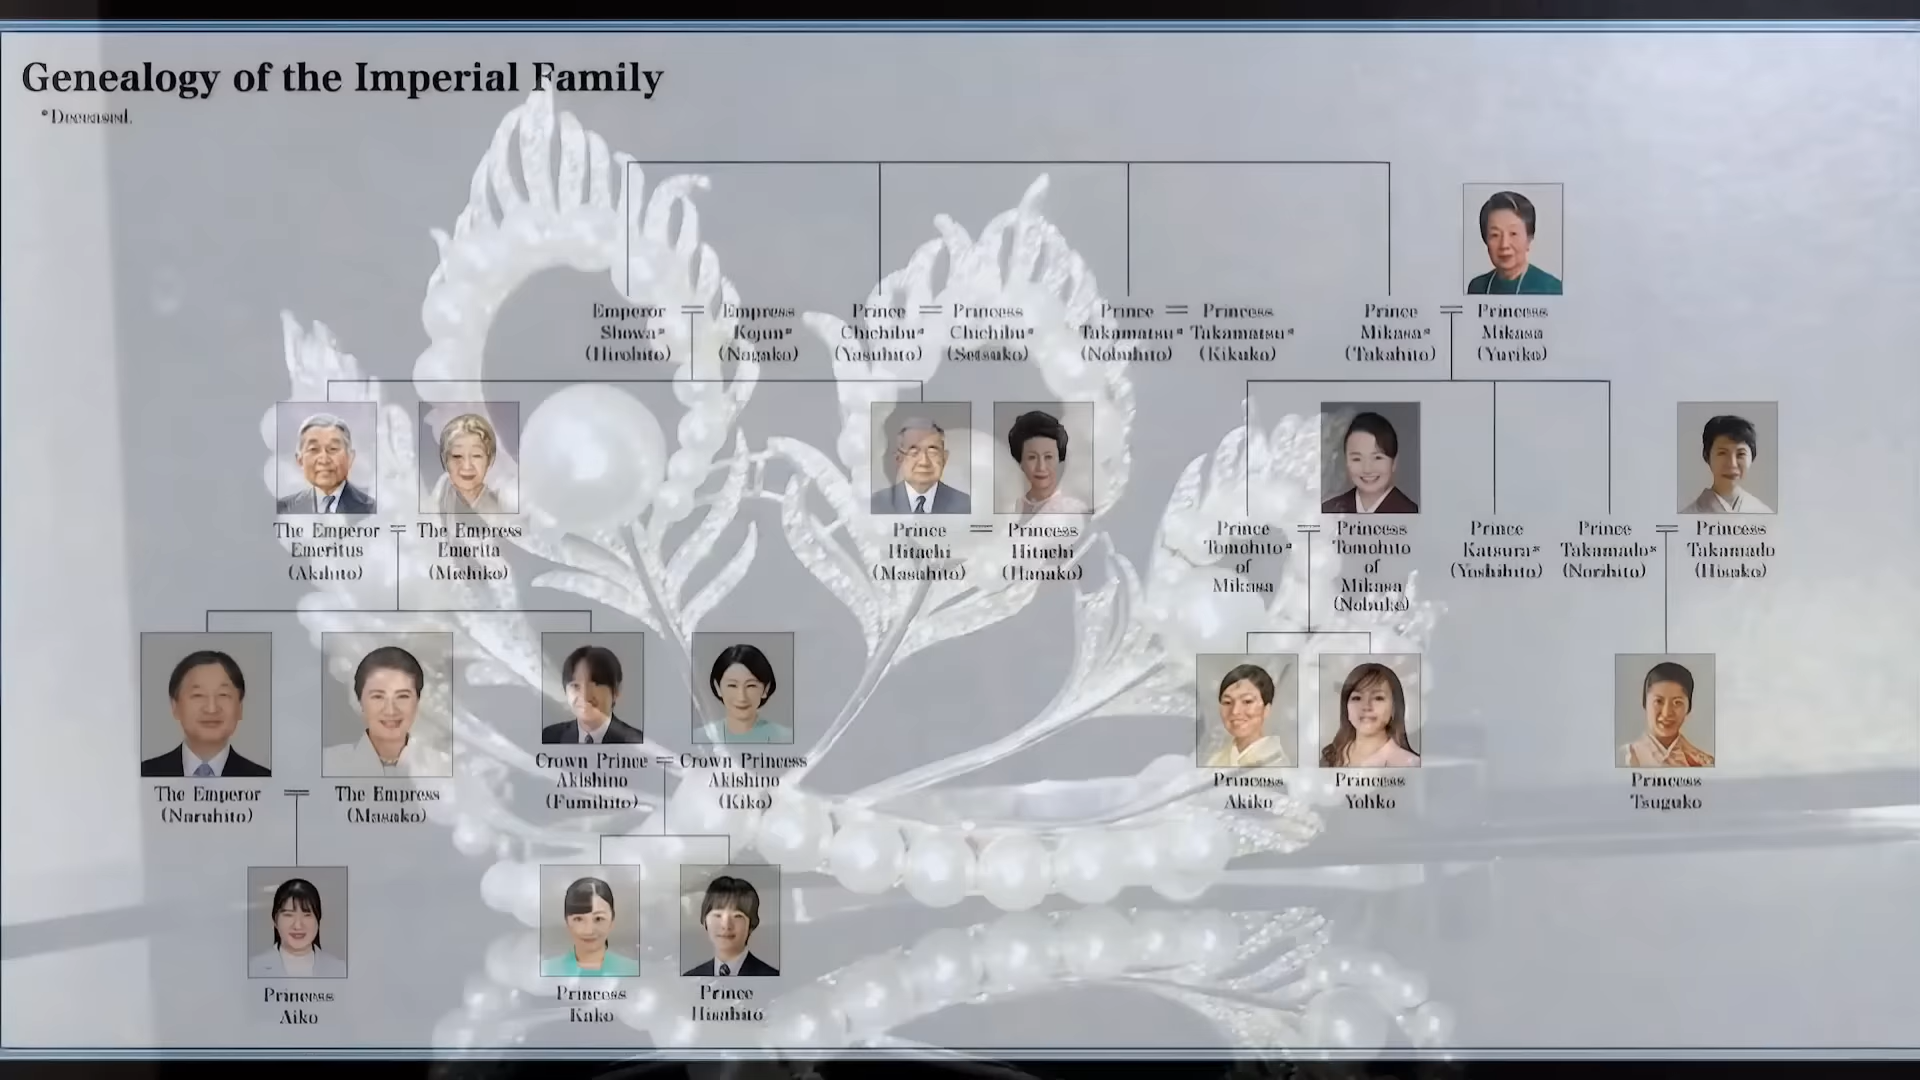 Genealogy of the Imperial Family
*Deceased.
Emperor Showa* (Hirohito)
Empress Kojun* (Nagako)
Prince Chichibu* (Yasuhito)
Princess Chichibu* (Setsuko)
Prince Takamatsu* (Nobuhito)
Princess Takamatsu* (Kikuko)
Prince Mikasa* (Takahito)
Princess Mikasa (Yuriko)
The Emperor Emeritus (Akihito)
The Empress Emerita (Michiko)
Prince Hitachi (Masahito)
Princess Hitachi (Hanako)
Prince Tomohito* of Mikasa
Princess Tomohito of Mikasa (Nobuko)
Prince Katsura* (Yoshihito)
Prince Takamado* (Norihito)
Princess Takamado (Hisako)
The Emperor (Naruhito)
The Empress (Masako)
Crown Prince Akishino (Fumihito)
Crown Princess Akishino (Kiko)
Princess Akiko
Princess Yohko
Princess Tsuguko
Princess Aiko
Princess Kako
Prince Hisahito